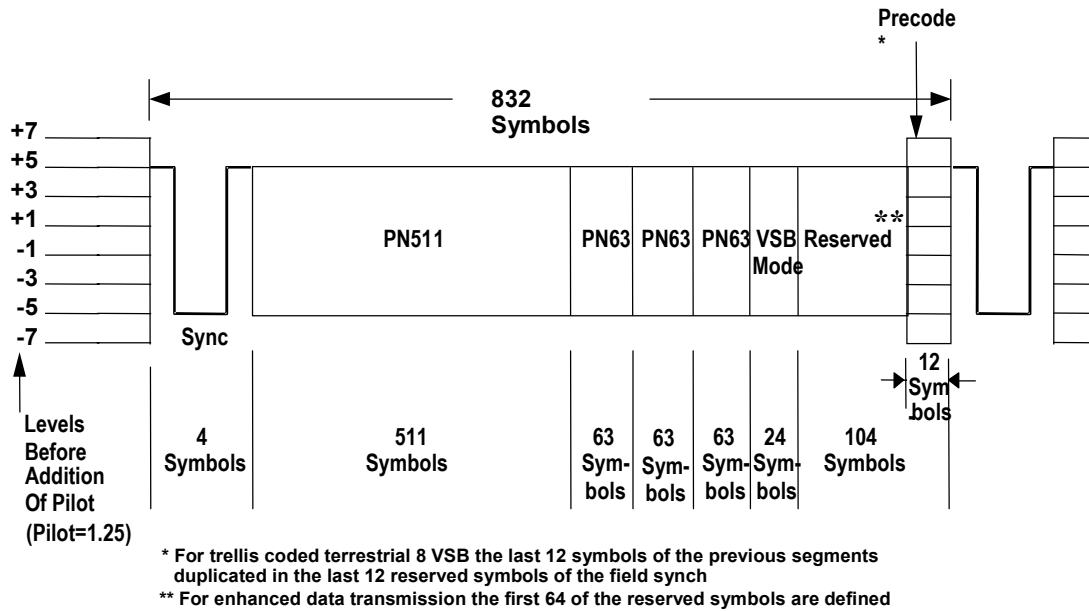 Precode
*
832
Symbols
+7
+5
+3
+1
-1
-3
-5
-7
PN511
PN63
PN63
PN63
VSB
Mode
Reserved
**
Sync
Levels
Before
Addition
Of Pilot
(Pilot=1.25)
4
Symbols
511
Symbols
63
Sym-
bols
63
Sym-
bols
63
Sym-
bols
24
Sym-
bols
104
Symbols
12
Sym-
bols
* For trellis coded terrestrial 8 VSB the last 12 symbols of the previous segments
duplicated in the last 12 reserved symbols of the field synch
** For enhanced data transmission the first 64 of the reserved symbols are defined